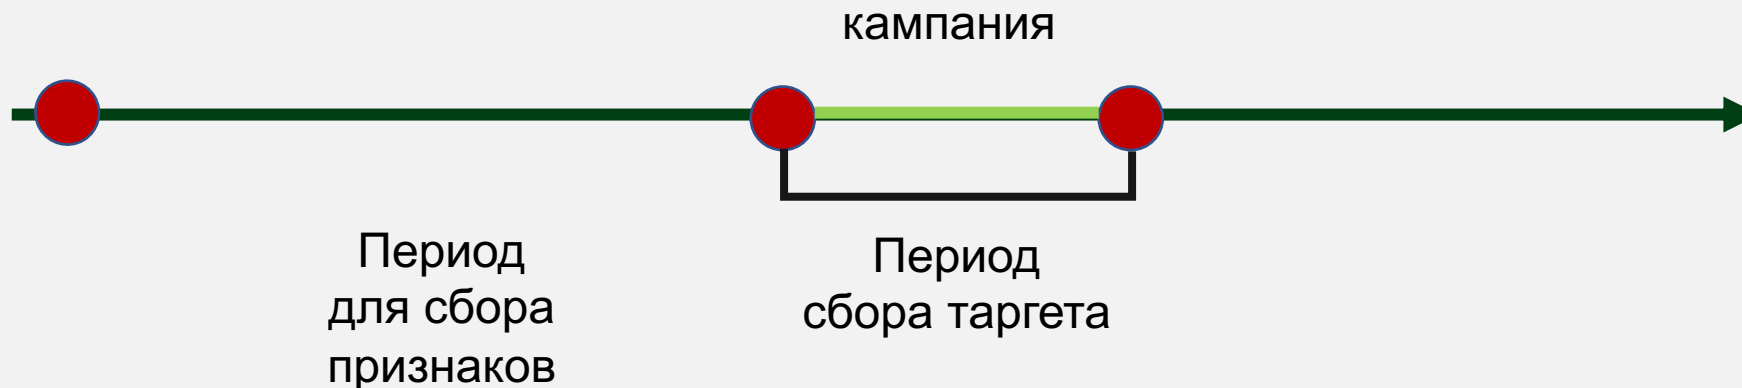 кампания
Период
для сбора
признаков
Период
сбора таргета